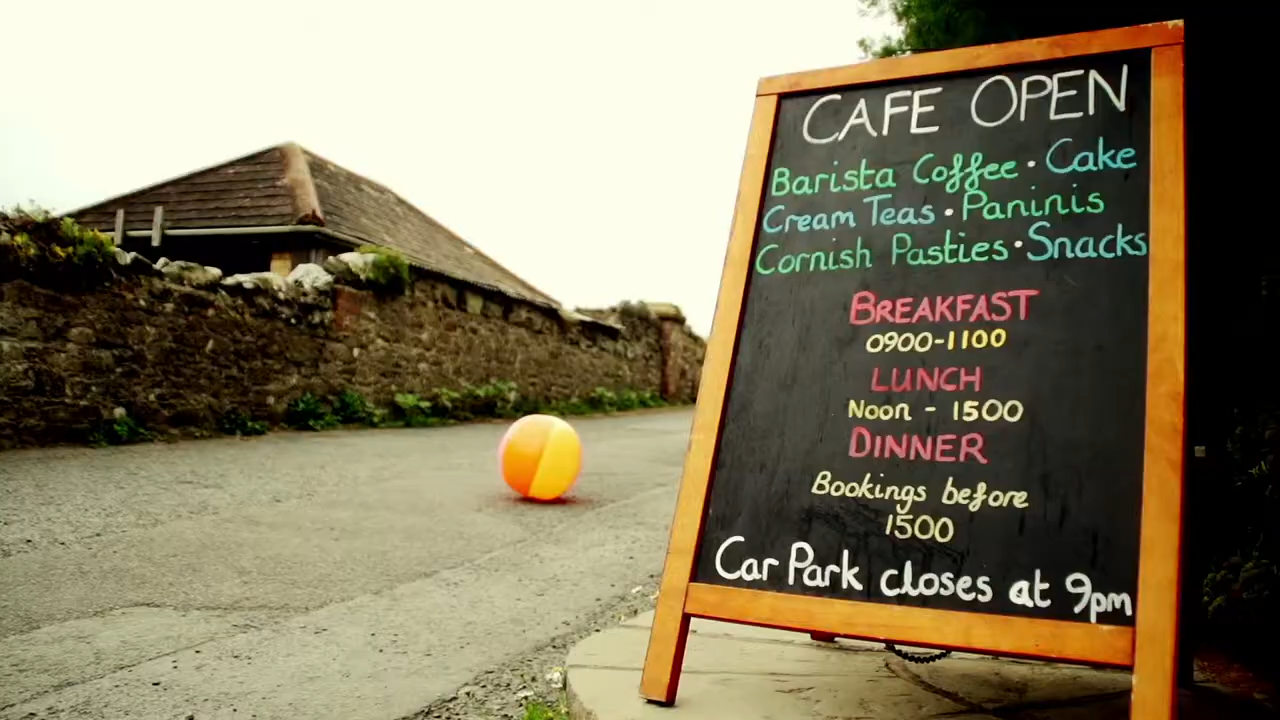 CAFE OPEN
Barista Coffee · Cake
Cream Teas · Paninis
Cornish Pasties · Snacks
BREAKFAST
0900-1100
LUNCH
Noon - 1500
DINNER
Bookings before
1500
Car Park closes at 9pm